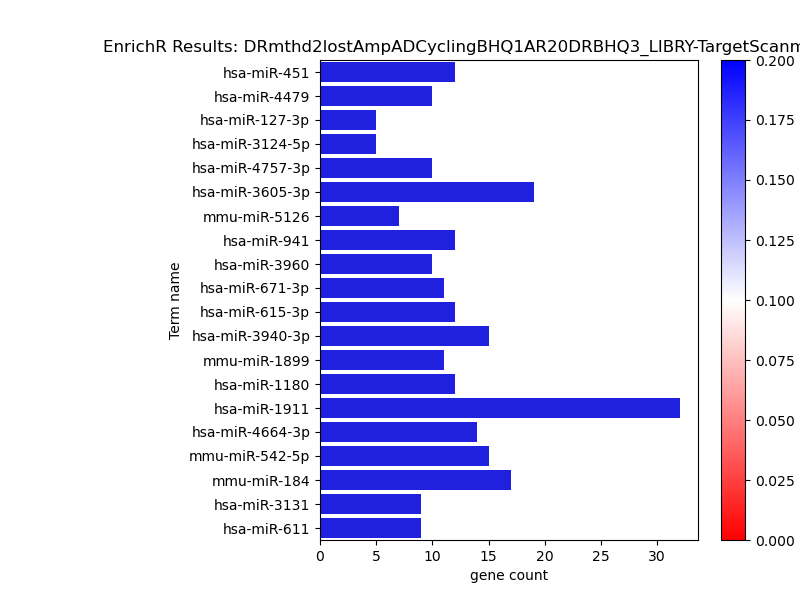 EnrichR Results: DRmthd2lostAmpADCyclingBHQ1AR20DRBHQ3_LIBRY-TargetScanm
hsa-miR-451
hsa-miR-4479
hsa-miR-127-3p
hsa-miR-3124-5p
hsa-miR-4757-3p
hsa-miR-3605-3p
mmu-miR-5126
hsa-miR-941
hsa-miR-3960
hsa-miR-671-3p
hsa-miR-615-3p
hsa-miR-3940-3p
mmu-miR-1899
hsa-miR-1180
hsa-miR-1911
hsa-miR-4664-3p
mmu-miR-542-5p
mmu-miR-184
hsa-miR-3131
hsa-miR-611
Term name
0 5 10 15 20 25 30
gene count
0.200
0.175
0.150
0.125
0.100
0.075
0.050
0.025
0.000